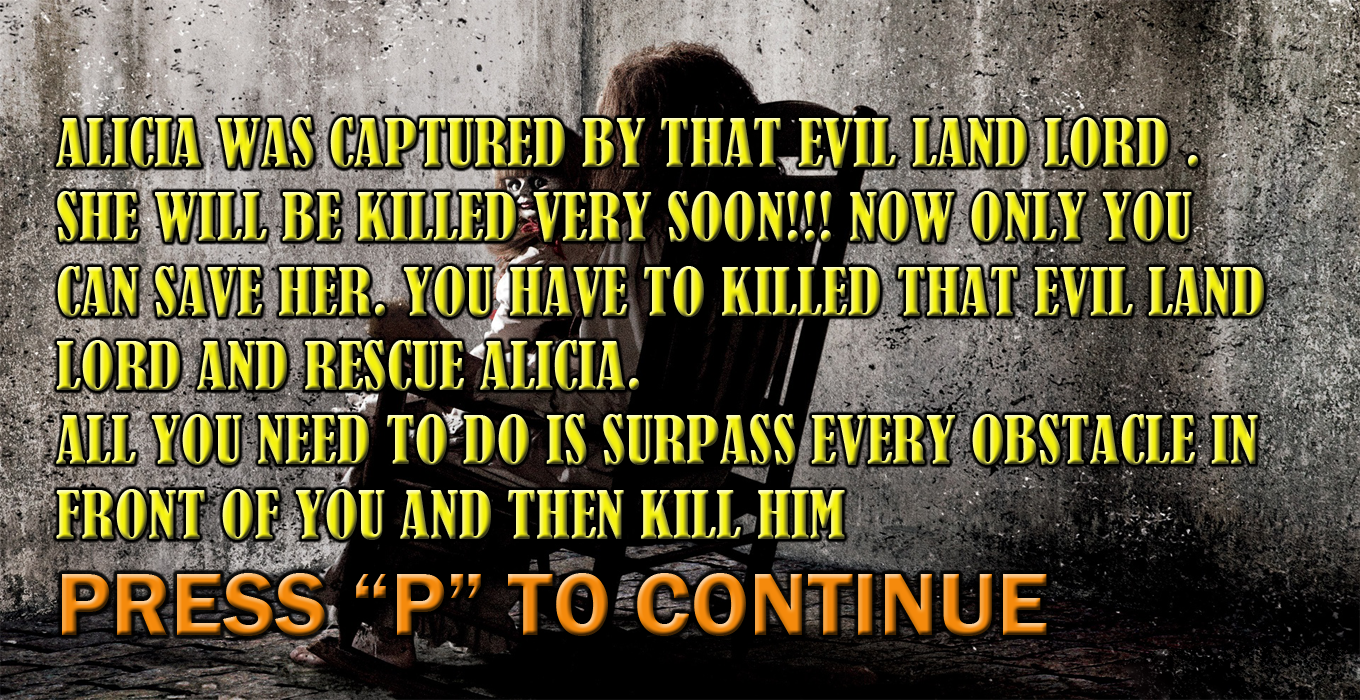 ALICIA WAS CAPTURED BY THAT EVIL LAND LORD .
SHE WILL BE KILLED VERY SOON!!! NOW ONLY YOU
CAN SAVE HER. YOU HAVE TO KILLED THAT EVIL LAND
LORD AND RESCUE ALICIA.
ALL YOU NEED TO DO IS SURPASS EVERY OBSTACLE IN
FRONT OF YOU AND THEN KILL HIM
PRESS “P” TO CONTINUE